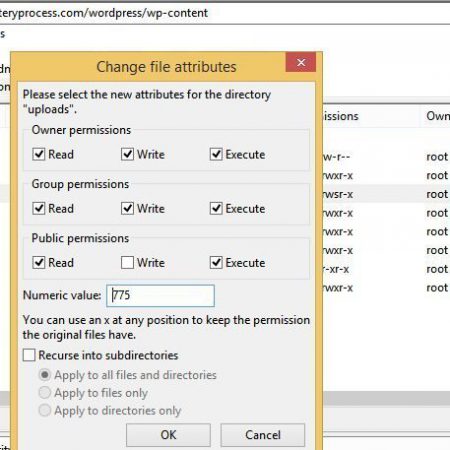 teryprocess.com/wordpress/wp-content
Change file attributes
x
Please select the new attributes for the directory
"uploads".
Owner permissions
Read Write Execute
Group permissions
Read Write Execute
Public permissions
Read Write Execute
Numeric value: 775
You can use an x at any position to keep the permission
the original files have.
Recurse into subdirectories
Apply to all files and directories
Apply to files only
Apply to directories only
OK Cancel
issions Own
w-r-- root
rwxr-x root
rwsr-x root
rwxr-x root
rwxr-x root
rwxr-x root
r-xr-x root
rwxr-x root